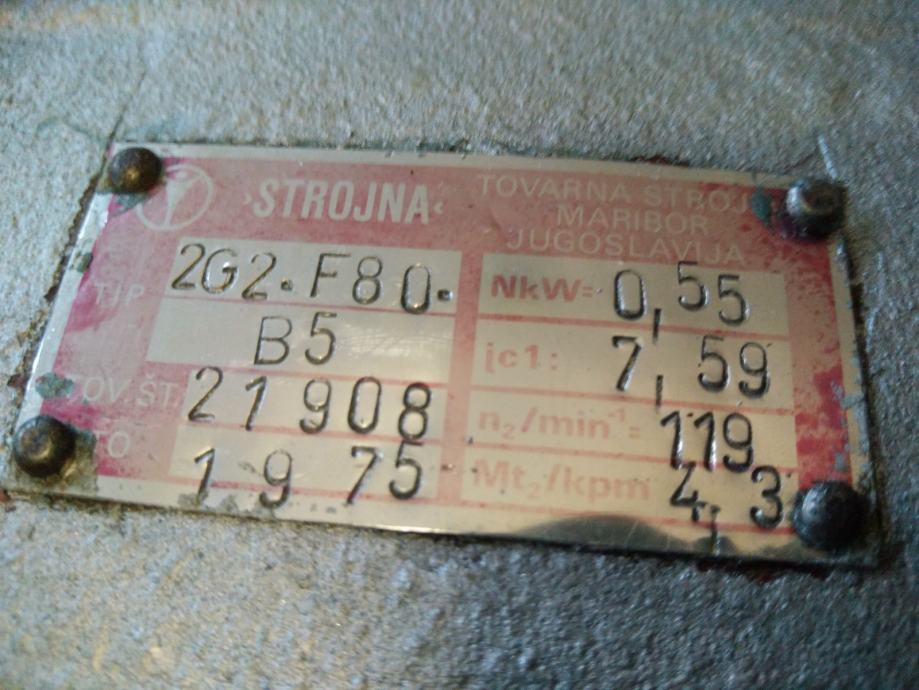 ›STROJNA‹
TOVARNA STROJ
MARIBOR
JUGOSLAVIJA
TIP 2G2.F80.
B5
TOV.ŠT. 21908
1975
NkW= 0,55
ic1: 7,59
n₂/min⁻¹= 119
Mt₂/kpm 4,3